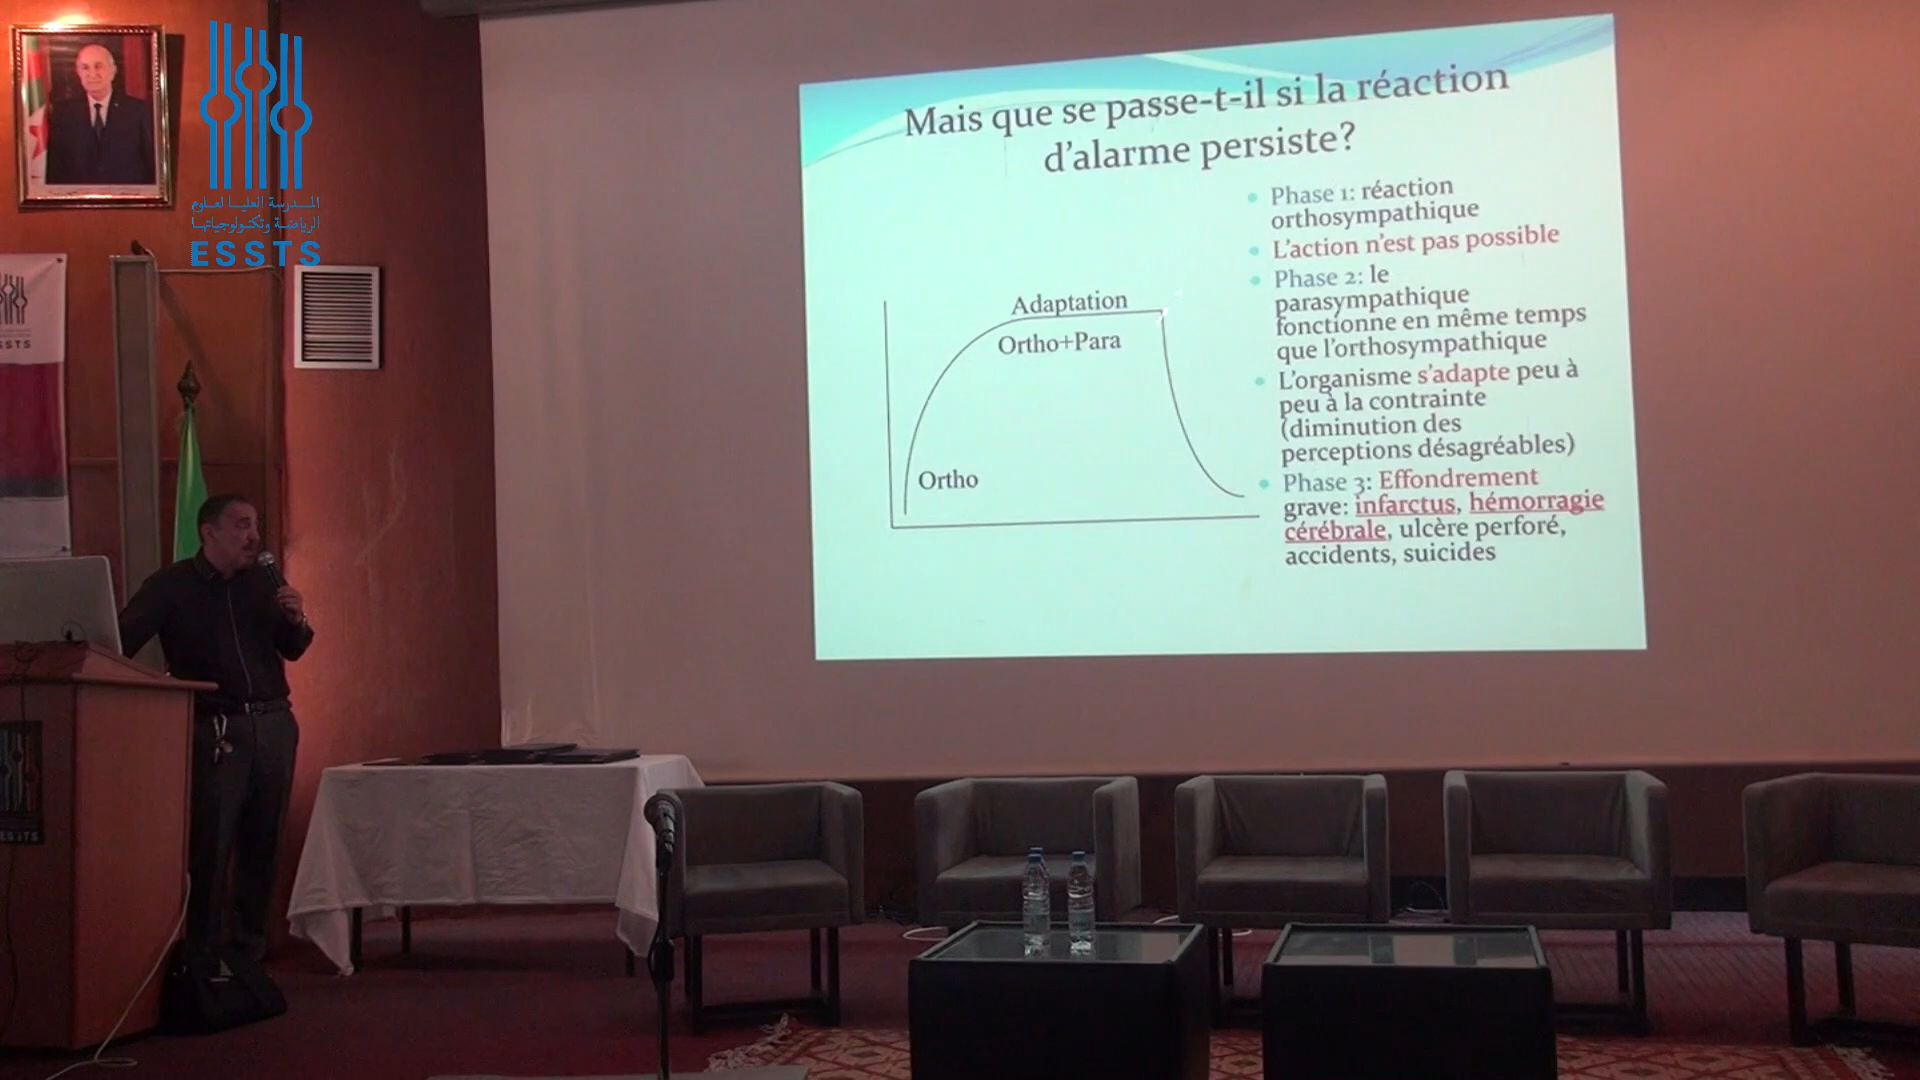 المدرسة العليا لعلوم
الرياضة وتكنولوجياتها
ESSTS
Mais que se passe-t-il si la réaction
d'alarme persiste?
Phase 1: réaction
orthosympathique
L'action n'est pas possible
Phase 2: le
parasympathique
fonctionne en même temps
que l'orthosympathique
L'organisme s'adapte peu à
peu à la contrainte
(diminution des
perceptions désagréables)
Phase 3: Effondrement
grave: infarctus, hémorragie
cérébrale, ulcère perforé,
accidents, suicides
Adaptation
Ortho+Para
Ortho
SSTS
ESSTS